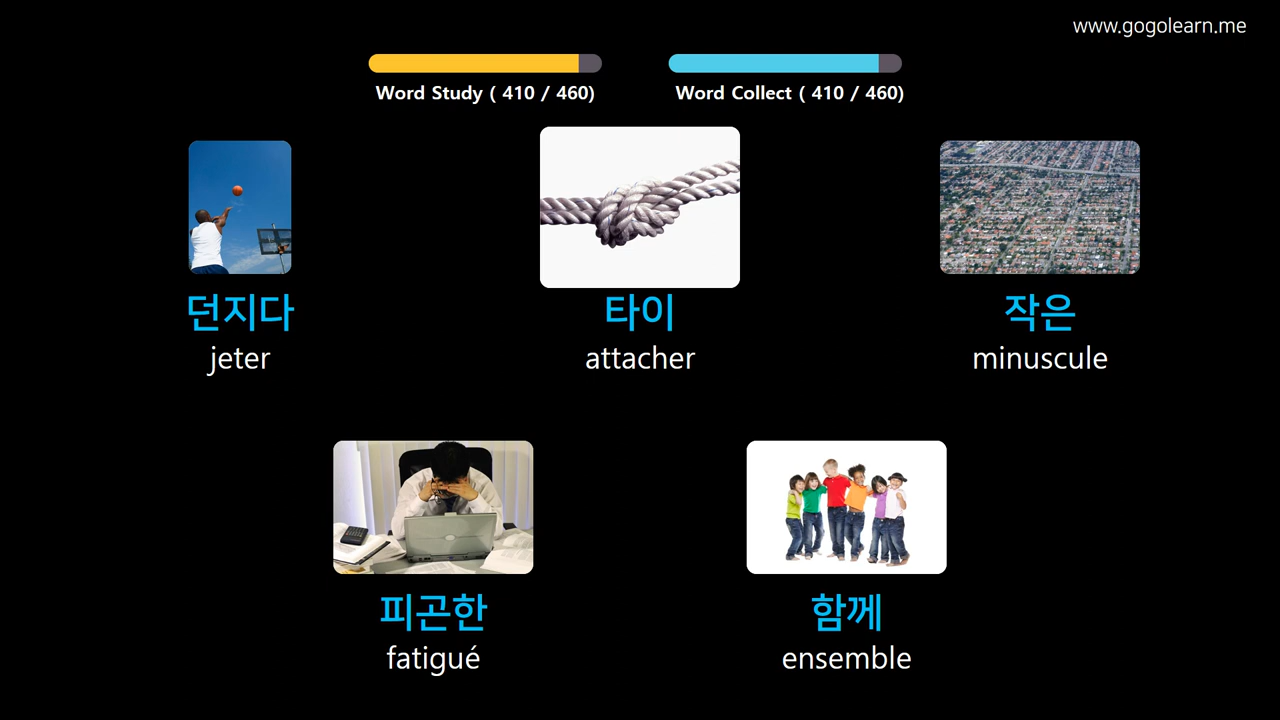 www.gogolearn.me
Word Study ( 410 / 460)
Word Collect ( 410 / 460)
던지다
jeter
타이
attacher
작은
minuscule
피곤한
fatigué
함께
ensemble